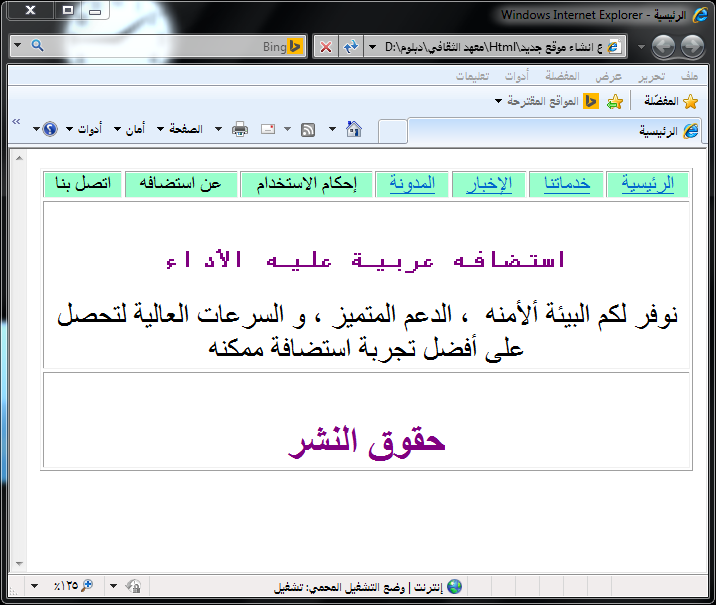 الرئيسية - Windows Internet Explorer
D:\معهد الثقافي\دبلوم\Html\ع انشاء موقع جديد
Bing
ملف تحرير عرض المفضلة أدوات تعليمات
المفضّلة المواقع المقترحة
الرئيسية
الصفحة أمان أدوات
الرئيسية خدماتنا الإخبار المدونة إحكام الاستخدام عن استضافه اتصل بنا
استضافه عربية عليه الأداء
نوفر لكم البيئة ألأمنه ، الدعم المتميز ، و السرعات العالية لتحصل
على أفضل تجربة استضافة ممكنه
حقوق النشر
إنترنت | وضع التشغيل المحمي: تشغيل
١٢٥٪